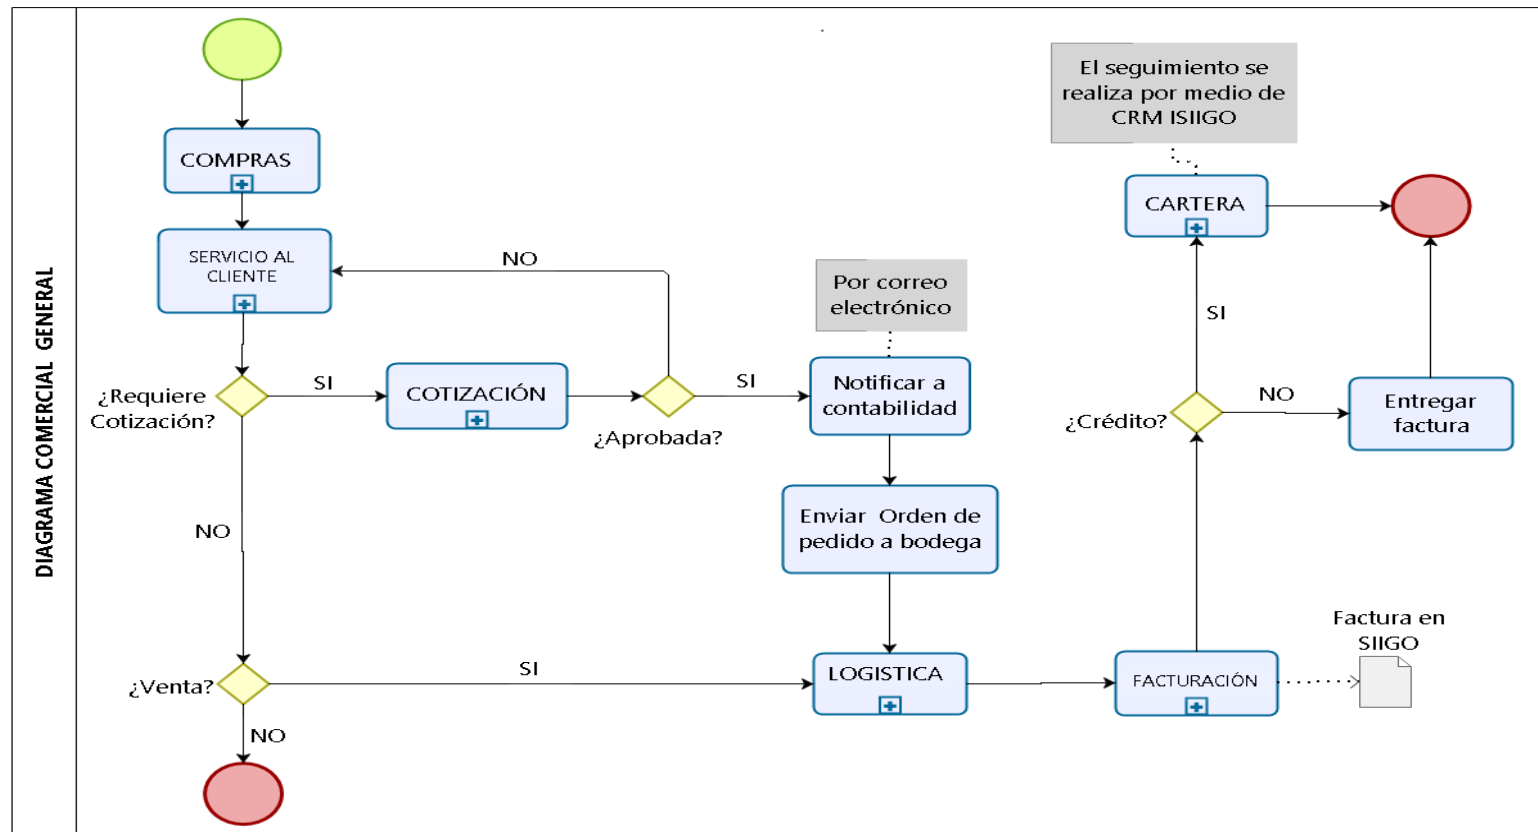 DIAGRAMA COMERCIAL GENERAL
COMPRAS
SERVICIO AL
CLIENTE
¿Requiere
Cotización?
SI
COTIZACIÓN
¿Aprobada?
NO
SI
Por correo
electrónico
Notificar a
contabilidad
Enviar Orden de
pedido a bodega
NO
¿Venta?
SI
NO
LOGISTICA
FACTURACIÓN
Factura en
SIIGO
¿Crédito?
SI
NO
Entregar
factura
CARTERA
El seguimiento se
realiza por medio de
CRM ISIIGO